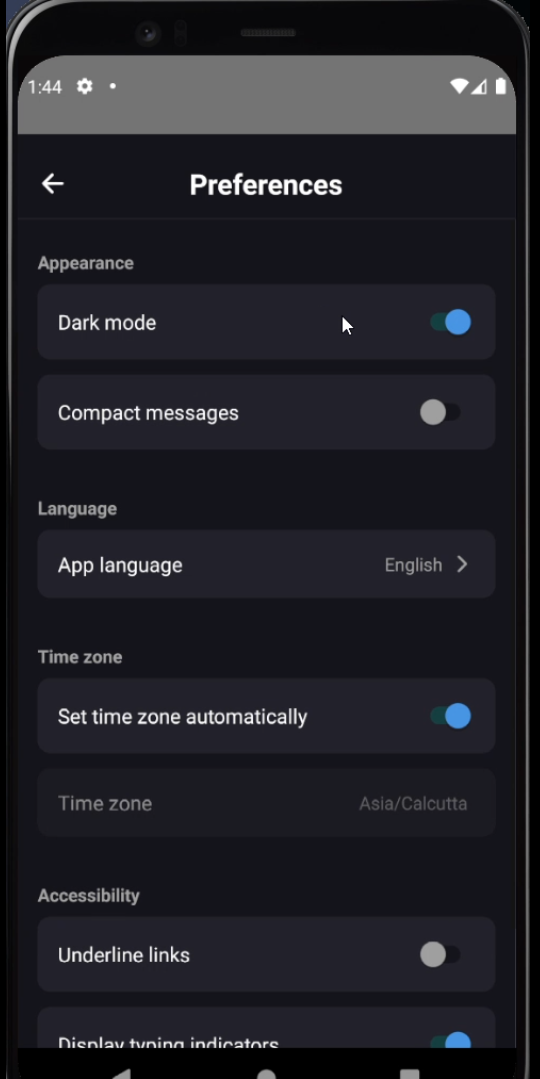 1:44
Preferences
Appearance
Dark mode
Compact messages
Language
App language English
Time zone
Set time zone automatically
Time zone Asia/Calcutta
Accessibility
Underline links
Display typing indicators